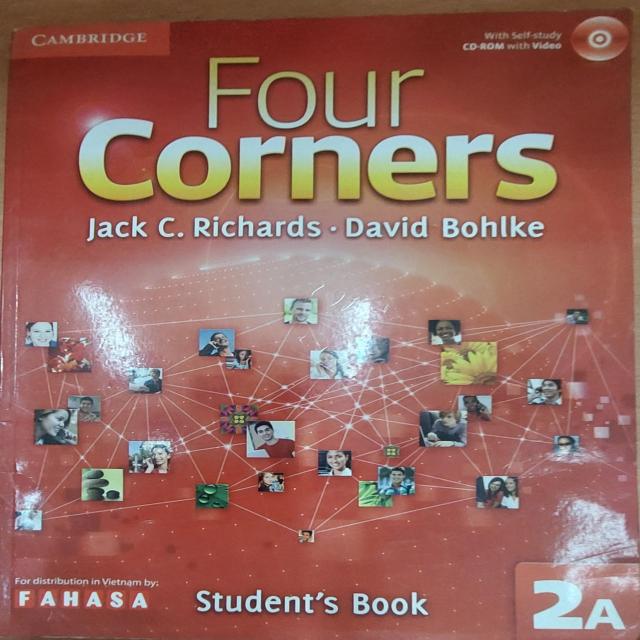 CAMBRIDGE
With Self-study
CD-ROM with Video
Four
Corners
Jack C. Richards · David Bohlke
For distribution in Vietnam by:
FAHASA
Student's Book
2A